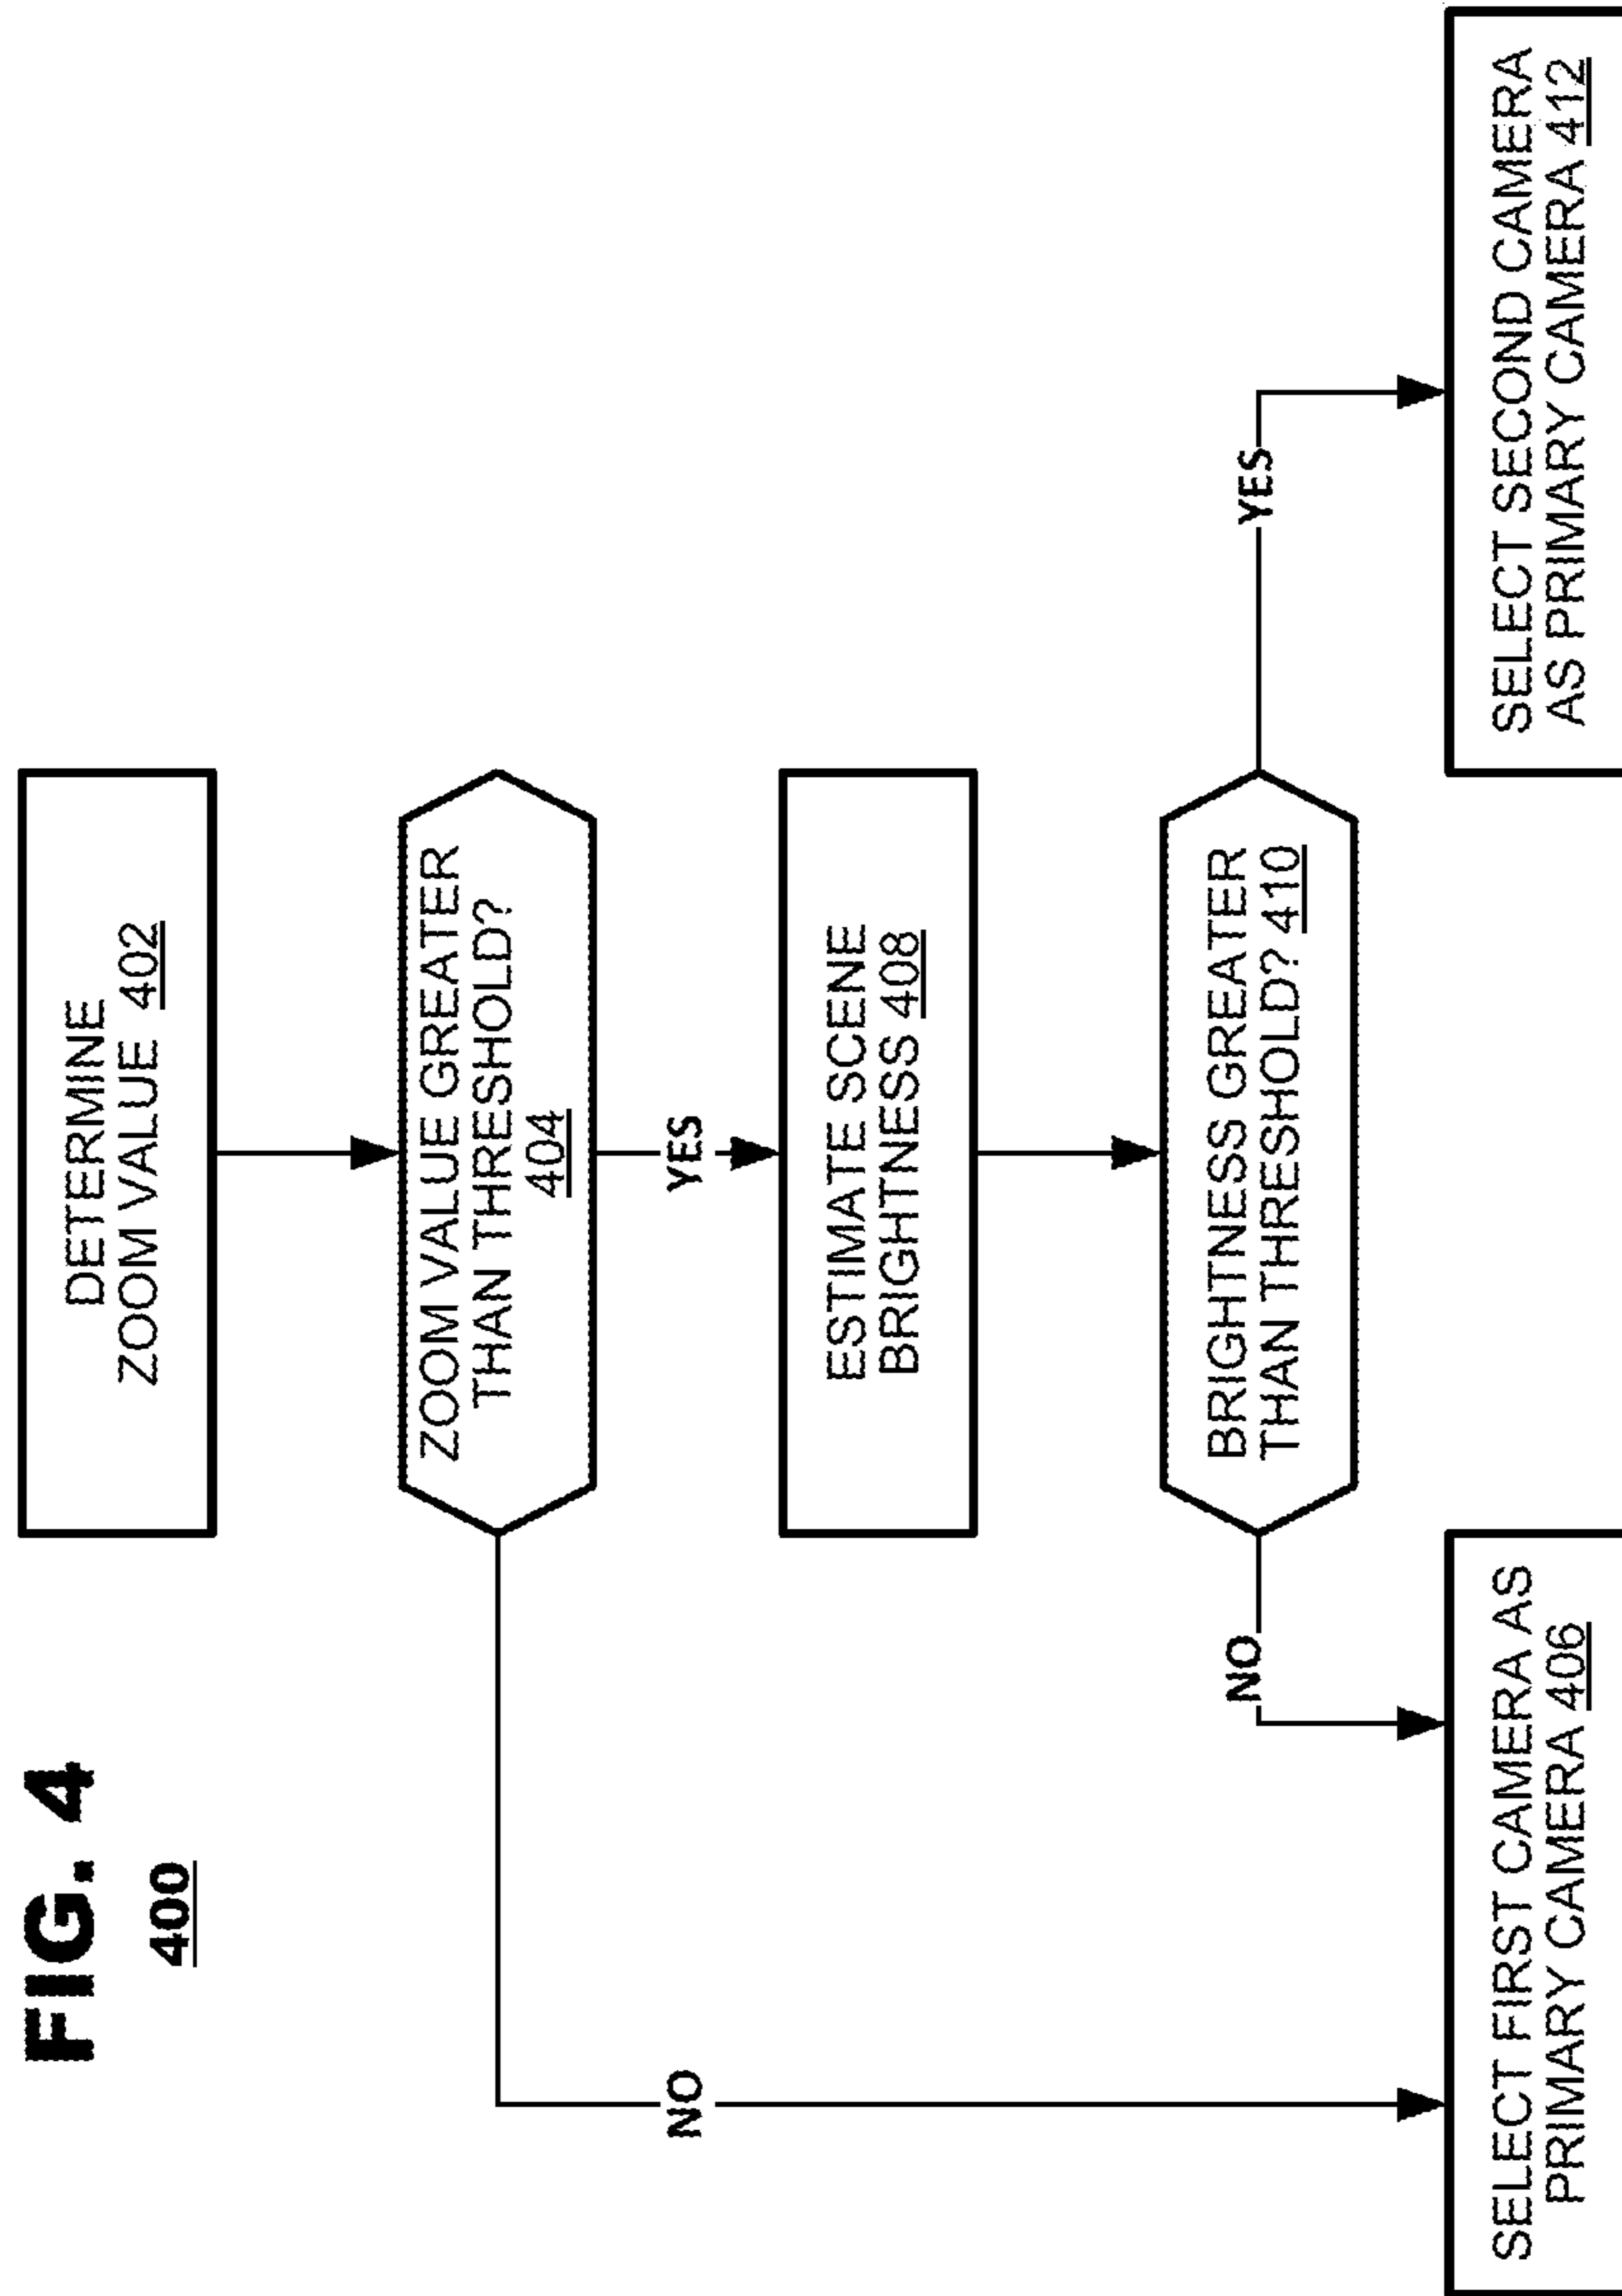 FIG. 4
400
DETERMINE
ZOOM VALUE 402
ZOOM VALUE GREATER
THAN THRESHOLD?
404
NO
YES
ESTIMATE SCENE
BRIGHTNESS 408
BRIGHTNESS GREATER
THAN THRESHOLD? 410
NO
YES
SELECT FIRST CAMERA AS
PRIMARY CAMERA 406
SELECT SECOND CAMERA
AS PRIMARY CAMERA 412